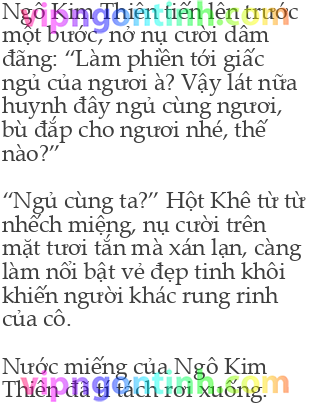 Ngô Kim Thiên tiến lên trước
một bước, nở nụ cười dâm
đãng: “Làm phiền tới giấc
ngủ của ngươi à? Vậy lát nữa
huynh đây ngủ cùng ngươi,
bù đắp cho ngươi nhé, thế
nào?”
“Ngủ cùng ta?” Hột Khê từ từ
nhếch miệng, nụ cười trên
mặt tươi tắn mà xán lạn, càng
làm nổi bật vẻ đẹp tinh khôi
khiến người khác rung rinh
của cô.
Nước miếng của Ngô Kim
Thiên đã tí tách rơi xuống.
vipngontinh.com
vipngontinh.com